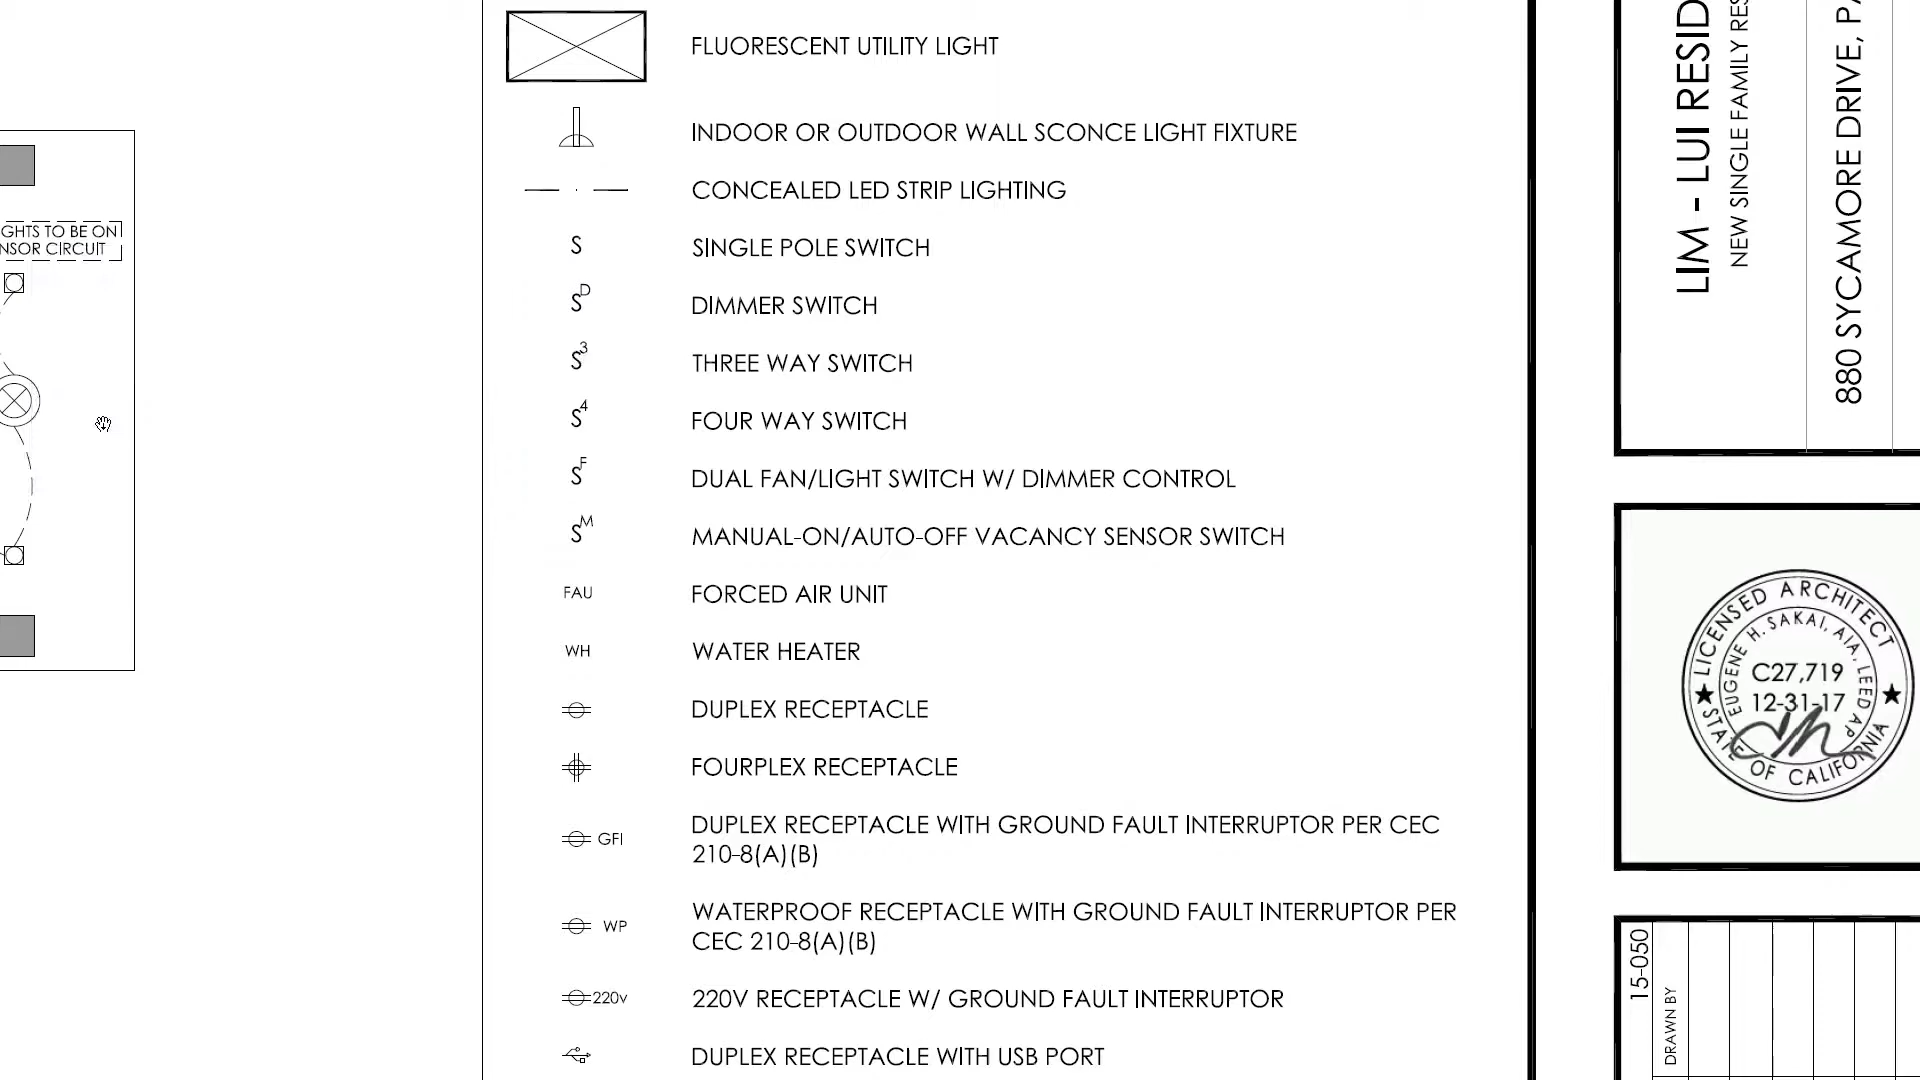 GHTS TO BE ON
NSOR CIRCUIT
FLUORESCENT UTILITY LIGHT
INDOOR OR OUTDOOR WALL SCONCE LIGHT FIXTURE
CONCEALED LED STRIP LIGHTING
S SINGLE POLE SWITCH
S D DIMMER SWITCH
S 3 THREE WAY SWITCH
S 4 FOUR WAY SWITCH
S F DUAL FAN/LIGHT SWITCH W/ DIMMER CONTROL
S M MANUAL-ON/AUTO-OFF VACANCY SENSOR SWITCH
FAU FORCED AIR UNIT
WH WATER HEATER
DUPLEX RECEPTACLE
FOURPLEX RECEPTACLE
GFI DUPLEX RECEPTACLE WITH GROUND FAULT INTERRUPTOR PER CEC
210-8(A)(B)
WP WATERPROOF RECEPTACLE WITH GROUND FAULT INTERRUPTOR PER
CEC 210-8(A)(B)
220v 220V RECEPTACLE W/ GROUND FAULT INTERRUPTOR
DUPLEX RECEPTACLE WITH USB PORT
LIM - LUI RESID
NEW SINGLE FAMILY RES
880 SYCAMORE DRIVE, PA
LICENSED ARCHITECT
EUGENE H. SAKAI, AIA, LEED AP
C27,719
12-31-17
STATE OF CALIFORNIA
15-050
DRAWN BY